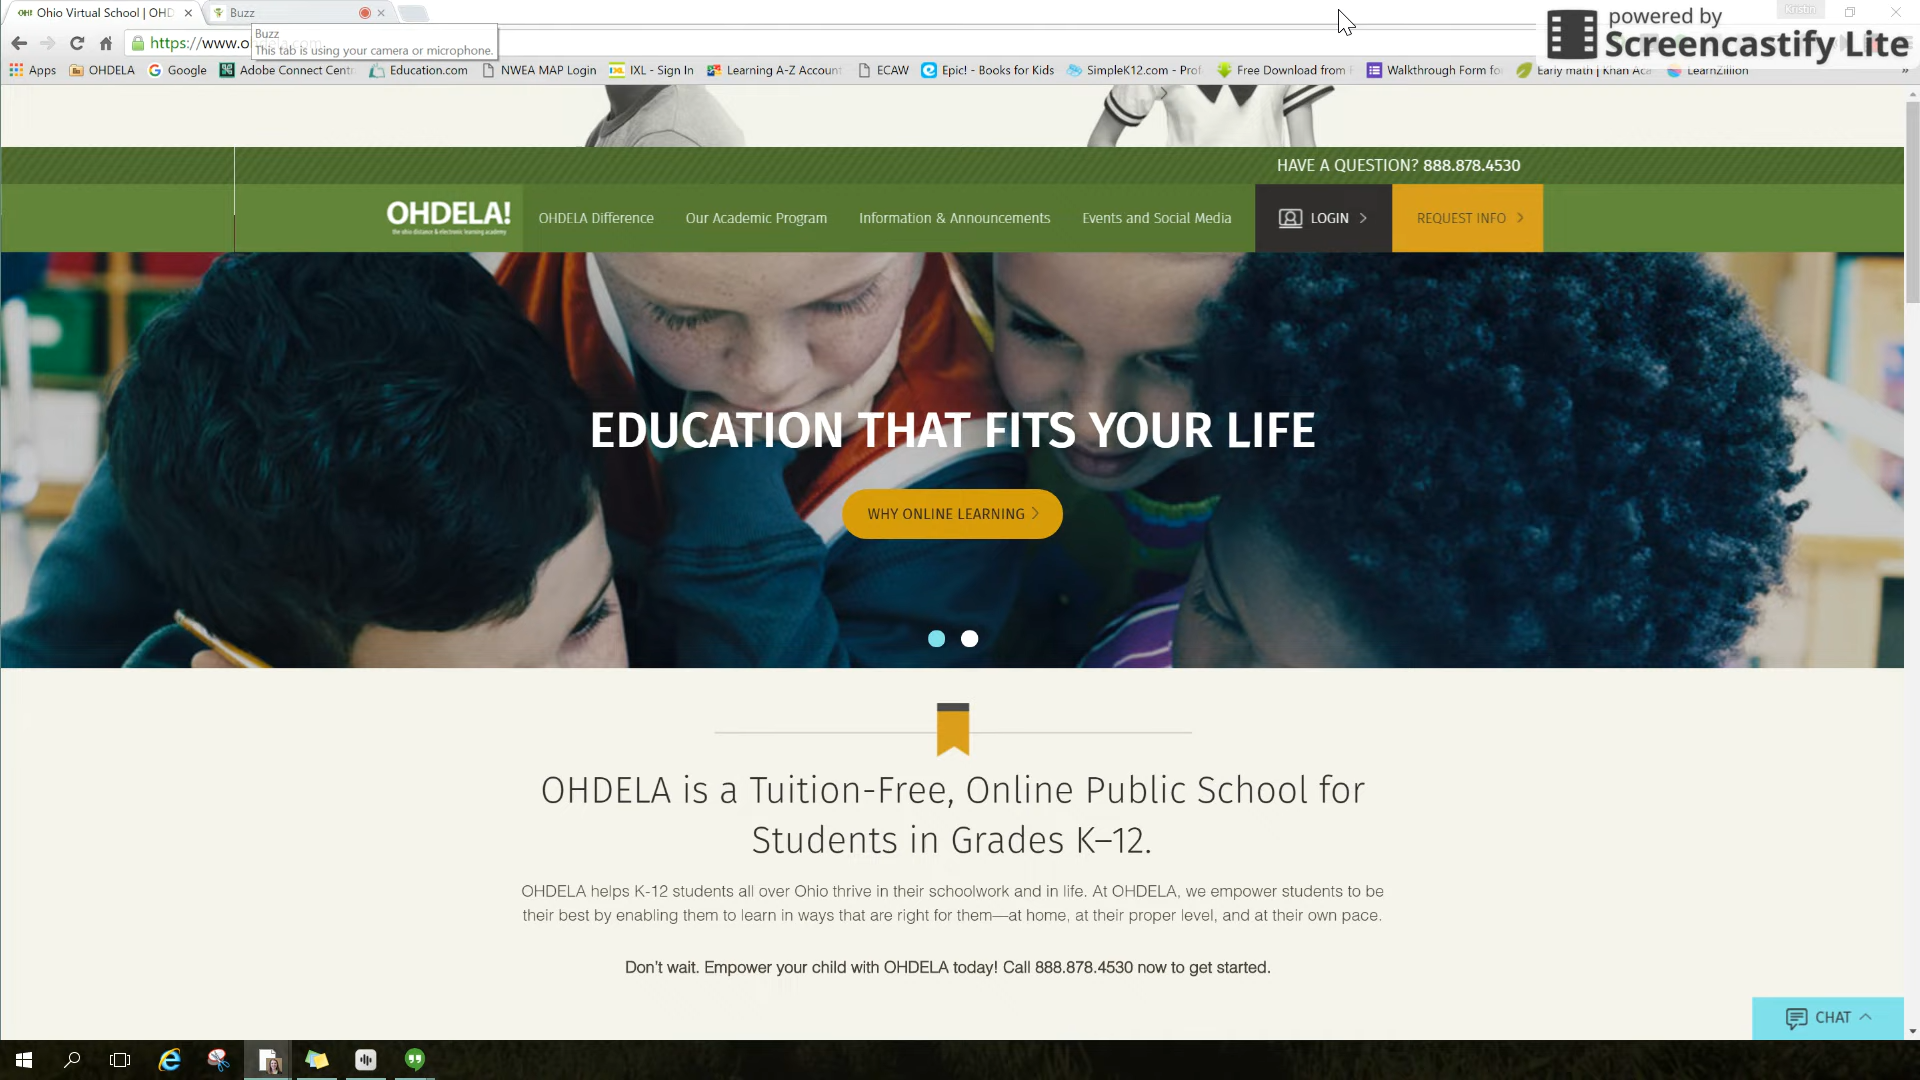 OH! Ohio Virtual School | OHD
Buzz
Kristin
powered by
Screencastify Lite
https://www.o
Buzz
This tab is using your camera or microphone.
Apps OHDELA Google Adobe Connect Centr Education.com NWEA MAP Login IXL - Sign In Learning A-Z Account ECAW Epic! - Books for Kids SimpleK12.com - Prof Free Download from Walkthrough Form fo Early math | Khan Aca LearnZillion
HAVE A QUESTION? 888.878.4530
OHDELA!
the ohio distance & electronic learning academy
OHDELA Difference Our Academic Program Information & Announcements Events and Social Media LOGIN REQUEST INFO
EDUCATION THAT FITS YOUR LIFE
WHY ONLINE LEARNING
OHDELA is a Tuition-Free, Online Public School for
Students in Grades K–12.
OHDELA helps K-12 students all over Ohio thrive in their schoolwork and in life. At OHDELA, we empower students to be
their best by enabling them to learn in ways that are right for them—at home, at their proper level, and at their own pace.
Don't wait. Empower your child with OHDELA today! Call 888.878.4530 now to get started.
CHAT